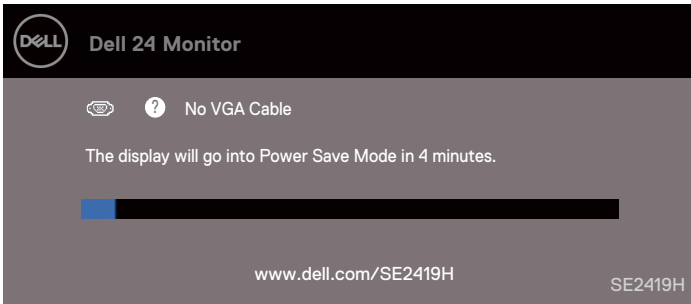 DELL
Dell 24 Monitor
? No VGA Cable
The display will go into Power Save Mode in 4 minutes.
www.dell.com/SE2419H
SE2419H